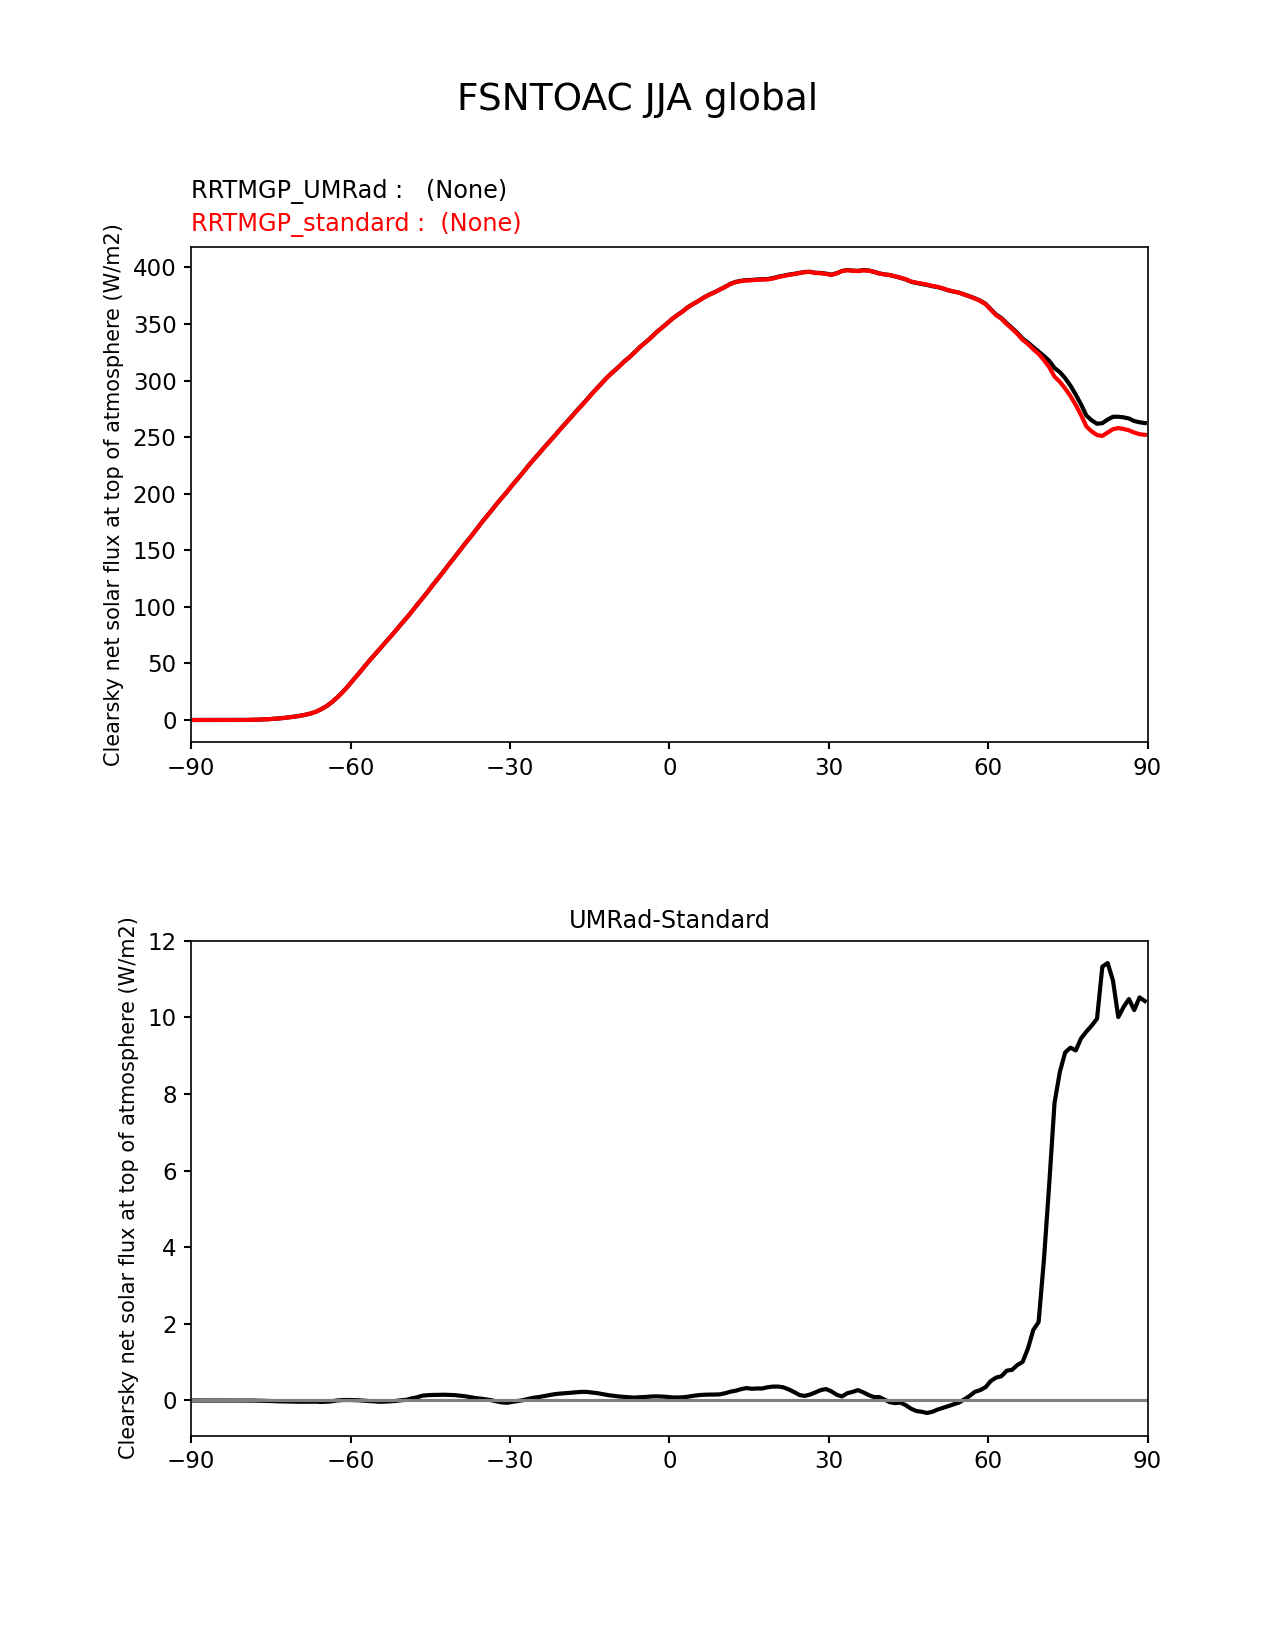 FSNTOAC JJA global
RRTMGP_UMRad :   (None)
RRTMGP_standard :  (None)
Clearsky net solar flux at top of atmosphere (W/m2)
400
350
300
250
200
150
100
50
0
−90 −60 −30 0 30 60 90
UMRad-Standard
Clearsky net solar flux at top of atmosphere (W/m2)
12
10
8
6
4
2
0
−90 −60 −30 0 30 60 90